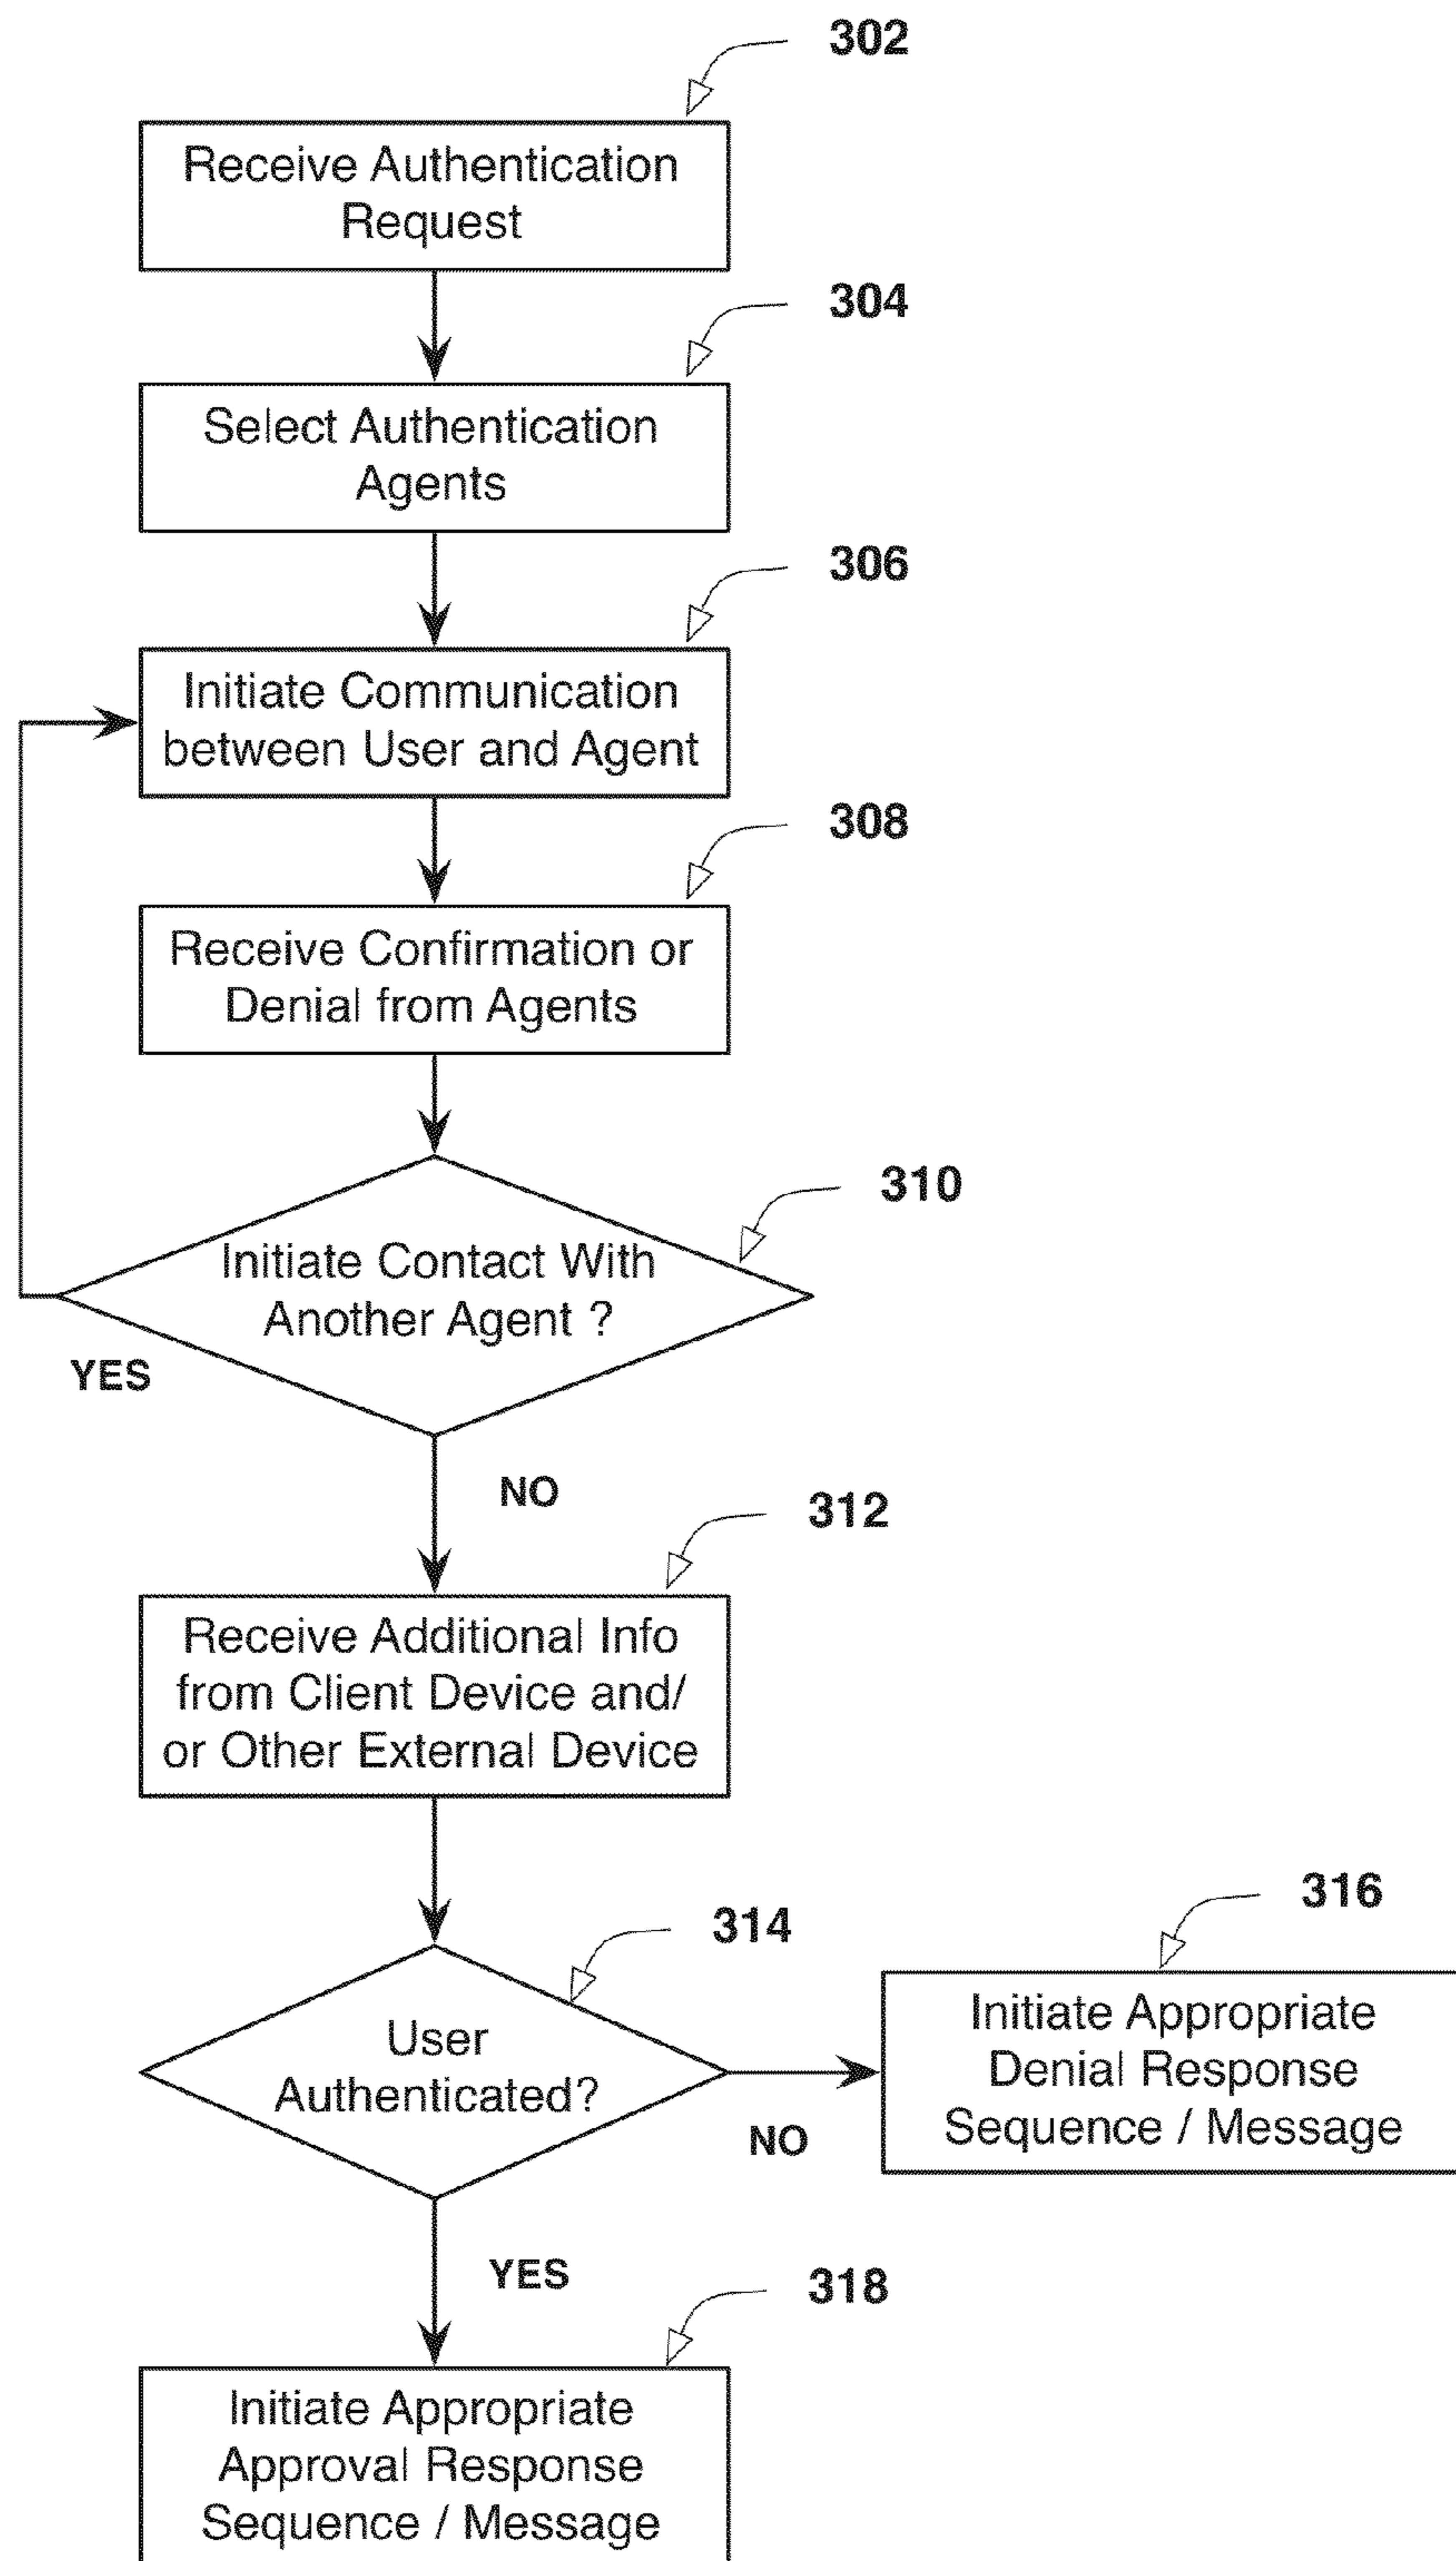 302
Receive Authentication
Request
304
Select Authentication
Agents
306
Initiate Communication
between User and Agent
308
Receive Confirmation or
Denial from Agents
310
Initiate Contact With
Another Agent ?
YES
NO
312
Receive Additional Info
from Client Device and/
or Other External Device
314
User
Authenticated?
NO
316
Initiate Appropriate
Denial Response
Sequence / Message
YES
318
Initiate Appropriate
Approval Response
Sequence / Message